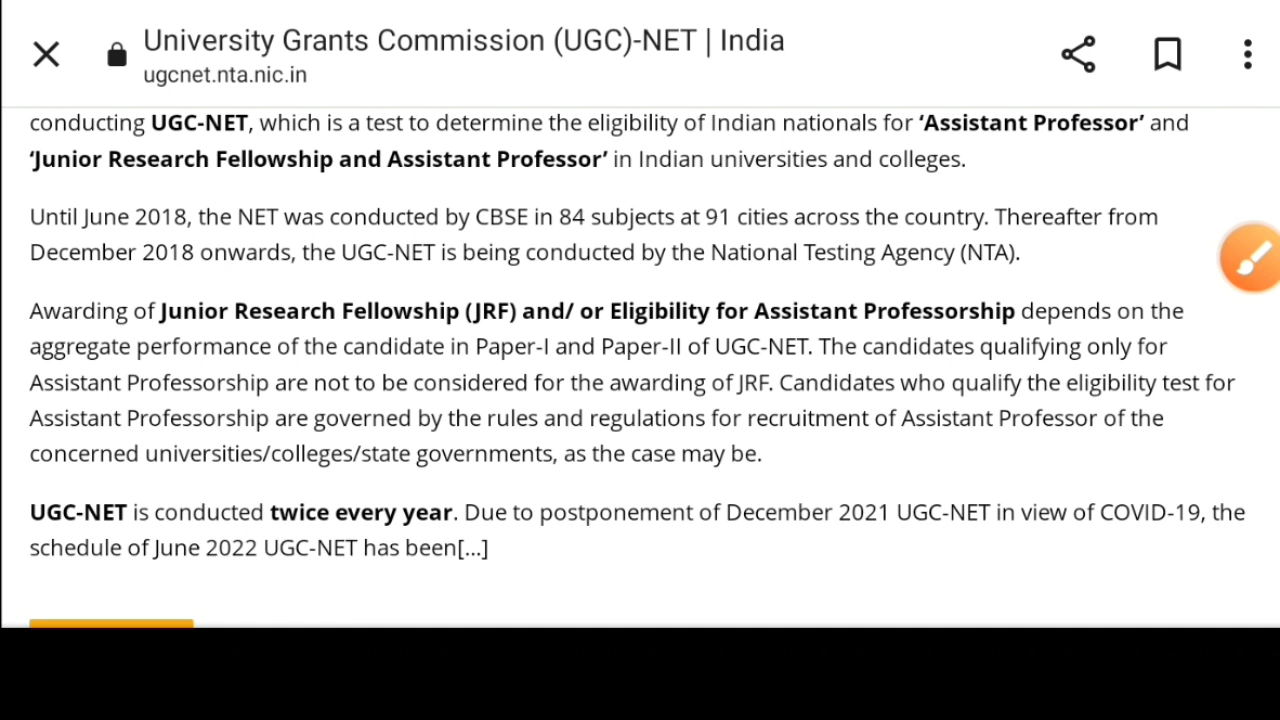 University Grants Commission (UGC)-NET | India
ugcnet.nta.nic.in
conducting UGC-NET, which is a test to determine the eligibility of Indian nationals for ‘Assistant Professor’ and
‘Junior Research Fellowship and Assistant Professor’ in Indian universities and colleges.
Until June 2018, the NET was conducted by CBSE in 84 subjects at 91 cities across the country. Thereafter from
December 2018 onwards, the UGC-NET is being conducted by the National Testing Agency (NTA).
Awarding of Junior Research Fellowship (JRF) and/ or Eligibility for Assistant Professorship depends on the
aggregate performance of the candidate in Paper-I and Paper-II of UGC-NET. The candidates qualifying only for
Assistant Professorship are not to be considered for the awarding of JRF. Candidates who qualify the eligibility test for
Assistant Professorship are governed by the rules and regulations for recruitment of Assistant Professor of the
concerned universities/colleges/state governments, as the case may be.
UGC-NET is conducted twice every year. Due to postponement of December 2021 UGC-NET in view of COVID-19, the
schedule of June 2022 UGC-NET has been[...]